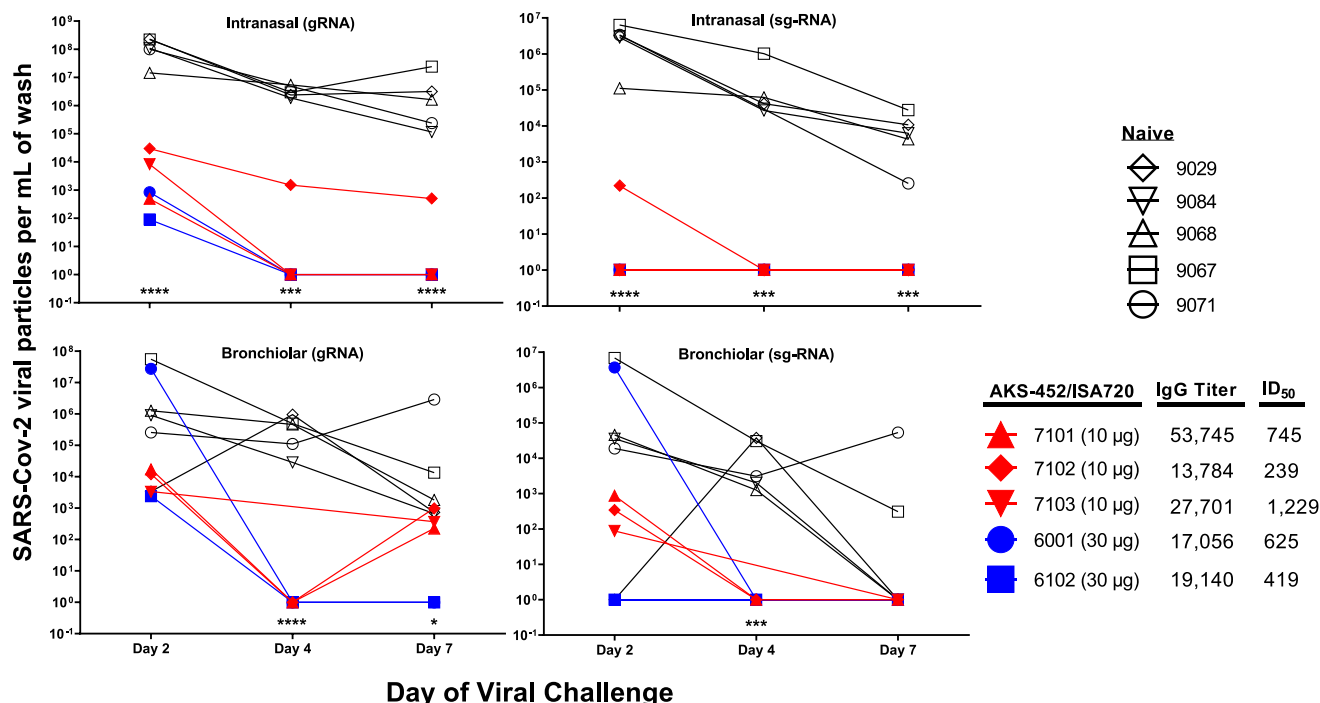 SARS-Cov-2 viral particles per mL of wash
Intranasal (gRNA)
10⁹
10⁸
10⁷
10⁶
10⁵
10⁴
10³
10²
10¹
10⁰
10⁻¹
**** *** ****
Intranasal (sg-RNA)
10⁷
10⁶
10⁵
10⁴
10³
10²
10¹
10⁰
10⁻¹
**** *** ***
Naive
9029
9084
9068
9067
9071
Bronchiolar (gRNA)
10⁸
10⁷
10⁶
10⁵
10⁴
10³
10²
10¹
10⁰
10⁻¹
**** *
Day 2 Day 4 Day 7
Bronchiolar (sg-RNA)
10⁷
10⁶
10⁵
10⁴
10³
10²
10¹
10⁰
10⁻¹
***
Day 2 Day 4 Day 7
AKS-452/ISA720 IgG Titer ID₅₀
7101 (10 µg) 53,745 745
7102 (10 µg) 13,784 239
7103 (10 µg) 27,701 1,229
6001 (30 µg) 17,056 625
6102 (30 µg) 19,140 419
Day of Viral Challenge